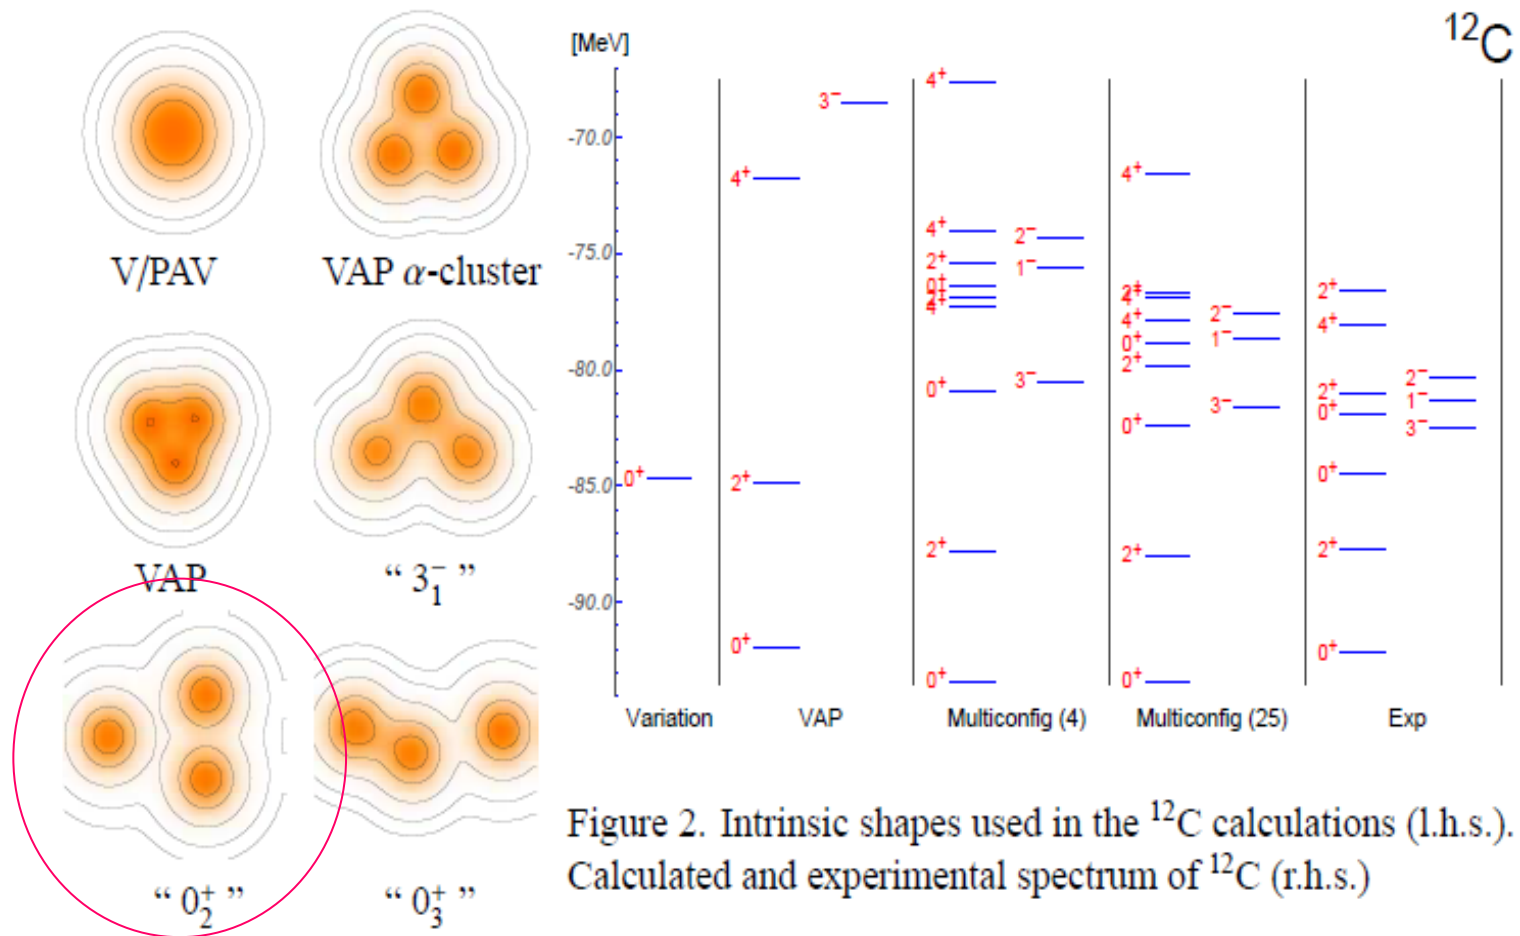 V/PAV
VAP α-cluster
VAP
“ 3₁⁻ ”
“ 0₂⁺ ”
“ 0₃⁺ ”
[MeV]
¹²C
-70.0
-75.0
-80.0
-85.0
-90.0
0⁺
3⁻
4⁺
2⁺
0⁺
4⁺
4⁺
2⁻
2⁺
1⁻
0⁺
2⁺
4⁺
3⁻
0⁺
2⁺
0⁺
4⁺
2⁺
4⁺
4⁺
2⁻
0⁺
1⁻
2⁺
3⁻
0⁺
2⁺
0⁺
2⁺
4⁺
2⁻
2⁺
1⁻
0⁺
3⁻
0⁺
2⁺
0⁺
Variation
VAP
Multiconfig (4)
Multiconfig (25)
Exp
Figure 2. Intrinsic shapes used in the ¹²C calculations (l.h.s.).
Calculated and experimental spectrum of ¹²C (r.h.s.)